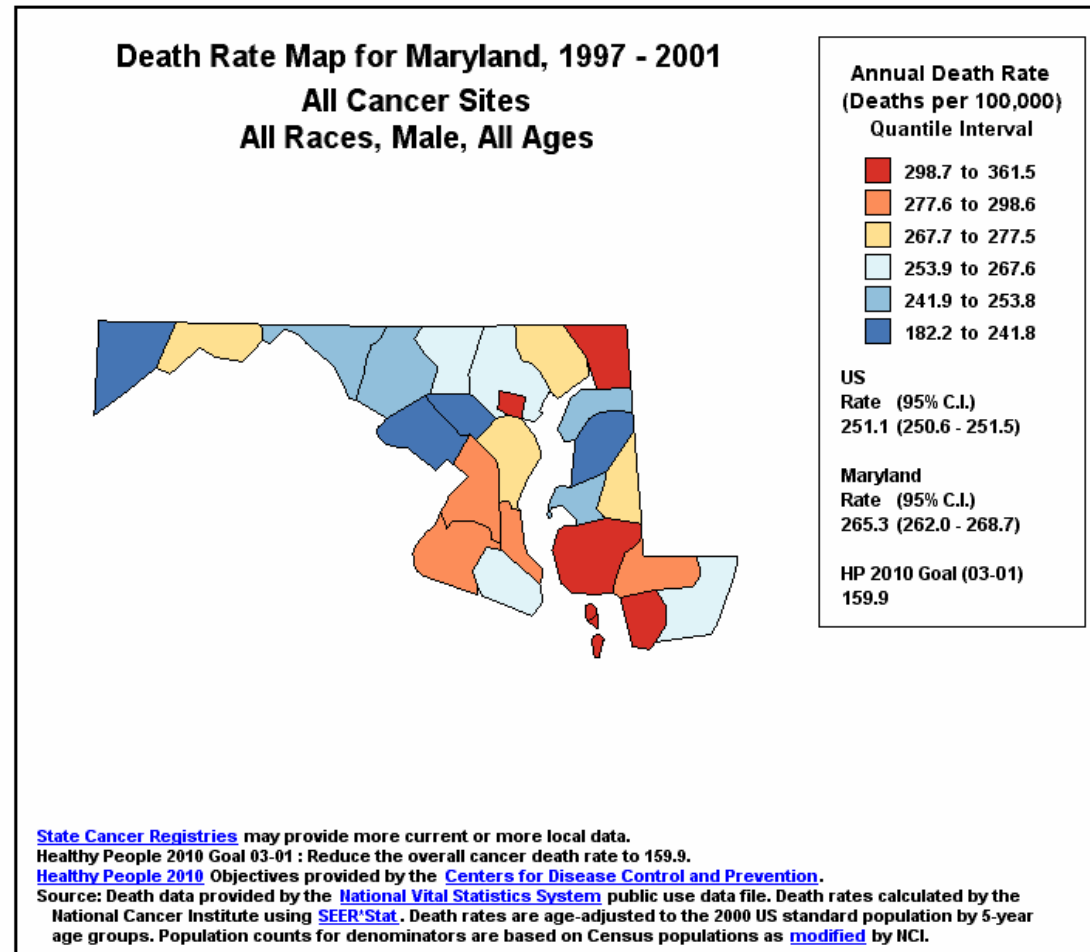 Death Rate Map for Maryland, 1997 - 2001
All Cancer Sites
All Races, Male, All Ages
Annual Death Rate
(Deaths per 100,000)
Quantile Interval
298.7 to 361.5
277.6 to 298.6
267.7 to 277.5
253.9 to 267.6
241.9 to 253.8
182.2 to 241.8
US
Rate (95% C.I.)
251.1 (250.6 - 251.5)
Maryland
Rate (95% C.I.)
265.3 (262.0 - 268.7)
HP 2010 Goal (03-01)
159.9
State Cancer Registries may provide more current or more local data.
Healthy People 2010 Goal 03-01 : Reduce the overall cancer death rate to 159.9.
Healthy People 2010 Objectives provided by the Centers for Disease Control and Prevention.
Source: Death data provided by the National Vital Statistics System public use data file. Death rates calculated by the
National Cancer Institute using SEER*Stat. Death rates are age-adjusted to the 2000 US standard population by 5-year
age groups. Population counts for denominators are based on Census populations as modified by NCI.